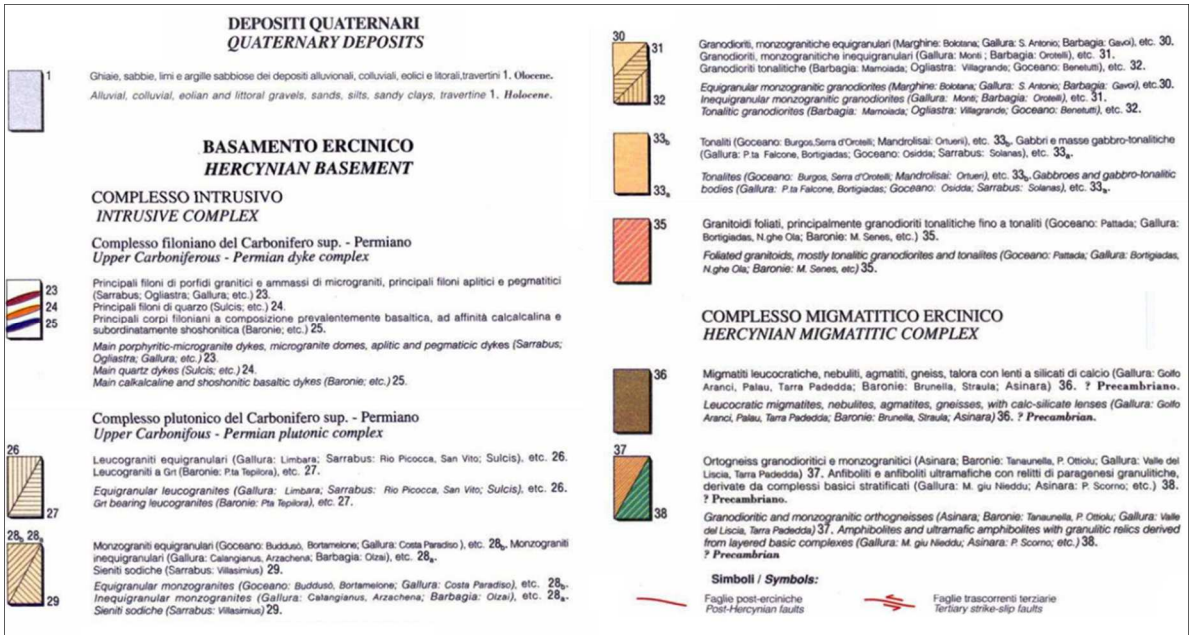 DEPOSITI QUATERNARI
QUATERNARY DEPOSITS
1
Ghiaie, sabbie, limi e argille sabbiose dei depositi alluvionali, colluviali, eolici e litorali,travertini 1. Olocene.
Alluvial, colluvial, eolian and littoral gravels, sands, silts, sandy clays, travertine 1. Holocene.
BASAMENTO ERCINICO
HERCYNIAN BASEMENT
COMPLESSO INTRUSIVO
INTRUSIVE COMPLEX
Complesso filoniano del Carbonifero sup. - Permiano
Upper Carboniferous - Permian dyke complex
23
24
25
Principali filoni di porfidi granitici e ammassi di micrograniti, principali filoni aplitici e pegmatitici
(Sarrabus; Ogliastra; Gallura; etc.) 23.
Principali filoni di quarzo (Sulcis; etc.) 24.
Principali corpi filoniani a composizione prevalentemente basaltica, ad affinità calcalcalina e
subordinatamente shoshonitica (Baronie; etc.) 25.
Main porphyritic-microgranite dykes, microgranite domes, aplitic and pegmaticic dykes (Sarrabus;
Ogliastra; Gallura; etc.) 23.
Main quartz dykes (Sulcis; etc.) 24.
Main calkalkaline and shoshonitic basaltic dykes (Baronie; etc.) 25.
Complesso plutonico del Carbonifero sup. - Permiano
Upper Carbonifous - Permian plutonic complex
26
27
Leucograniti equigranulari (Gallura: Limbara; Sarrabus: Rio Picocca, San Vito; Sulcis), etc. 26.
Leucograniti a Grt (Baronie: P.ta Tepilora), etc. 27.
Equigranular leucogranites (Gallura: Limbara; Sarrabus: Rio Picocca, San Vito; Sulcis), etc. 26.
Grt bearing leucogranites (Baronie: Pta Tepilora), etc. 27.
28b 28a
29
Monzograniti equigranulari (Goceano: Buddusò, Bortamelone; Gallura: Costa Paradiso ), etc. 28b. Monzograniti
inequigranulari (Gallura: Calangianus, Arzachena; Barbagia: Olzai), etc. 28a.
Sieniti sodiche (Sarrabus: Villasimius) 29.
Equigranular monzogranites (Goceano: Buddusò, Bortamelone; Gallura: Costa Paradiso), etc. 28b.
Inequigranular monzogranites (Gallura: Calangianus, Arzachena; Barbagia: Olzai), etc. 28a.
Sieniti sodiche (Sarrabus: Villasimius) 29.
30
31
32
Granodioriti, monzogranitiche equigranulari (Marghine: Bolotana; Gallura: S. Antonio; Barbagia: Gavoi), etc. 30.
Granodioriti, monzogranitiche inequigranulari (Gallura: Monti ; Barbagia: Orotelli), etc. 31.
Granodioriti tonalitiche (Barbagia: Mamoiada; Ogliastra: Villagrande; Goceano: Benetutti), etc. 32.
Equigranular monzogranitic granodiorites (Marghine: Bolotana; Gallura: S. Antonio; Barbagia: Gavoi), etc.30.
Inequigranular monzogranitic granodiorites (Gallura: Monti; Barbagia: Orotelli), etc. 31.
Tonalitic granodiorites (Barbagia: Mamoiada; Ogliastra: Villagrande; Goceano: Benetutti), etc. 32.
33b
33a
Tonaliti (Goceano: Burgos,Serra d'Orotelli; Mandrolisai: Ortueri), etc. 33b. Gabbri e masse gabbro-tonalitiche
(Gallura: P.ta Falcone, Bortigiadas; Goceano: Osidda; Sarrabus: Solanas), etc. 33a.
Tonalites (Goceano: Burgos, Serra d'Orotelli; Mandrolisai: Ortueri), etc. 33b. Gabbroes and gabbro-tonalitic
bodies (Gallura: P.ta Falcone, Bortigiadas; Goceano: Osidda; Sarrabus: Solanas), etc. 33a.
35
Granitoidi foliati, principalmente granodioriti tonalitiche fino a tonaliti (Goceano: Pattada; Gallura:
Bortigiadas, N.ghe Ola; Baronie: M. Senes, etc.) 35.
Foliated granitoids, mostly tonalitic granodiorites and tonalites (Goceano: Pattada; Gallura: Bortigiadas,
N.ghe Ola; Baronie: M. Senes, etc) 35.
COMPLESSO MIGMATITICO ERCINICO
HERCYNIAN MIGMATITIC COMPLEX
36
Migmatiti leucocratiche, nebuliti, agmatiti, gneiss, talora con lenti a silicati di calcio (Gallura: Golfo
Aranci, Palau, Tarra Padedda; Baronie: Brunella, Straula; Asinara) 36. ? Precambriano.
Leucocratic migmatites, nebulites, agmatites, gneisses, with calc-silicate lenses (Gallura: Golfo
Aranci, Palau, Tarra Padedda; Baronie: Brunella, Straula; Asinara) 36. ? Precambrian.
37
38
Ortogneiss granodioritici e monzogranitici (Asinara; Baronie: Tanaunella, P. Ottiolu; Gallura: Valle del
Liscia, Tarra Padedda) 37. Anfiboliti e anfiboliti ultramafiche con relitti di paragenesi granulitiche,
derivate da complessi basici stratificati (Gallura: M. giu Nieddu; Asinara: P. Scorno; etc.) 38.
? Precambriano.
Granodioritic and monzogranitic orthogneisses (Asinara; Baronie: Tanaunella, P. Ottiolu; Gallura: Valle
del Liscia, Tarra Padedda) 37. Amphibolites and ultramafic amphibolites with granulitic relics derived
from layered basic complexes (Gallura: M. giu Nieddu; Asinara: P. Scorno; etc.) 38.
? Precambrian
Simboli / Symbols:
Faglie post-erciniche
Post-Hercynian faults
Faglie trascorrenti terziarie
Tertiary strike-slip faults